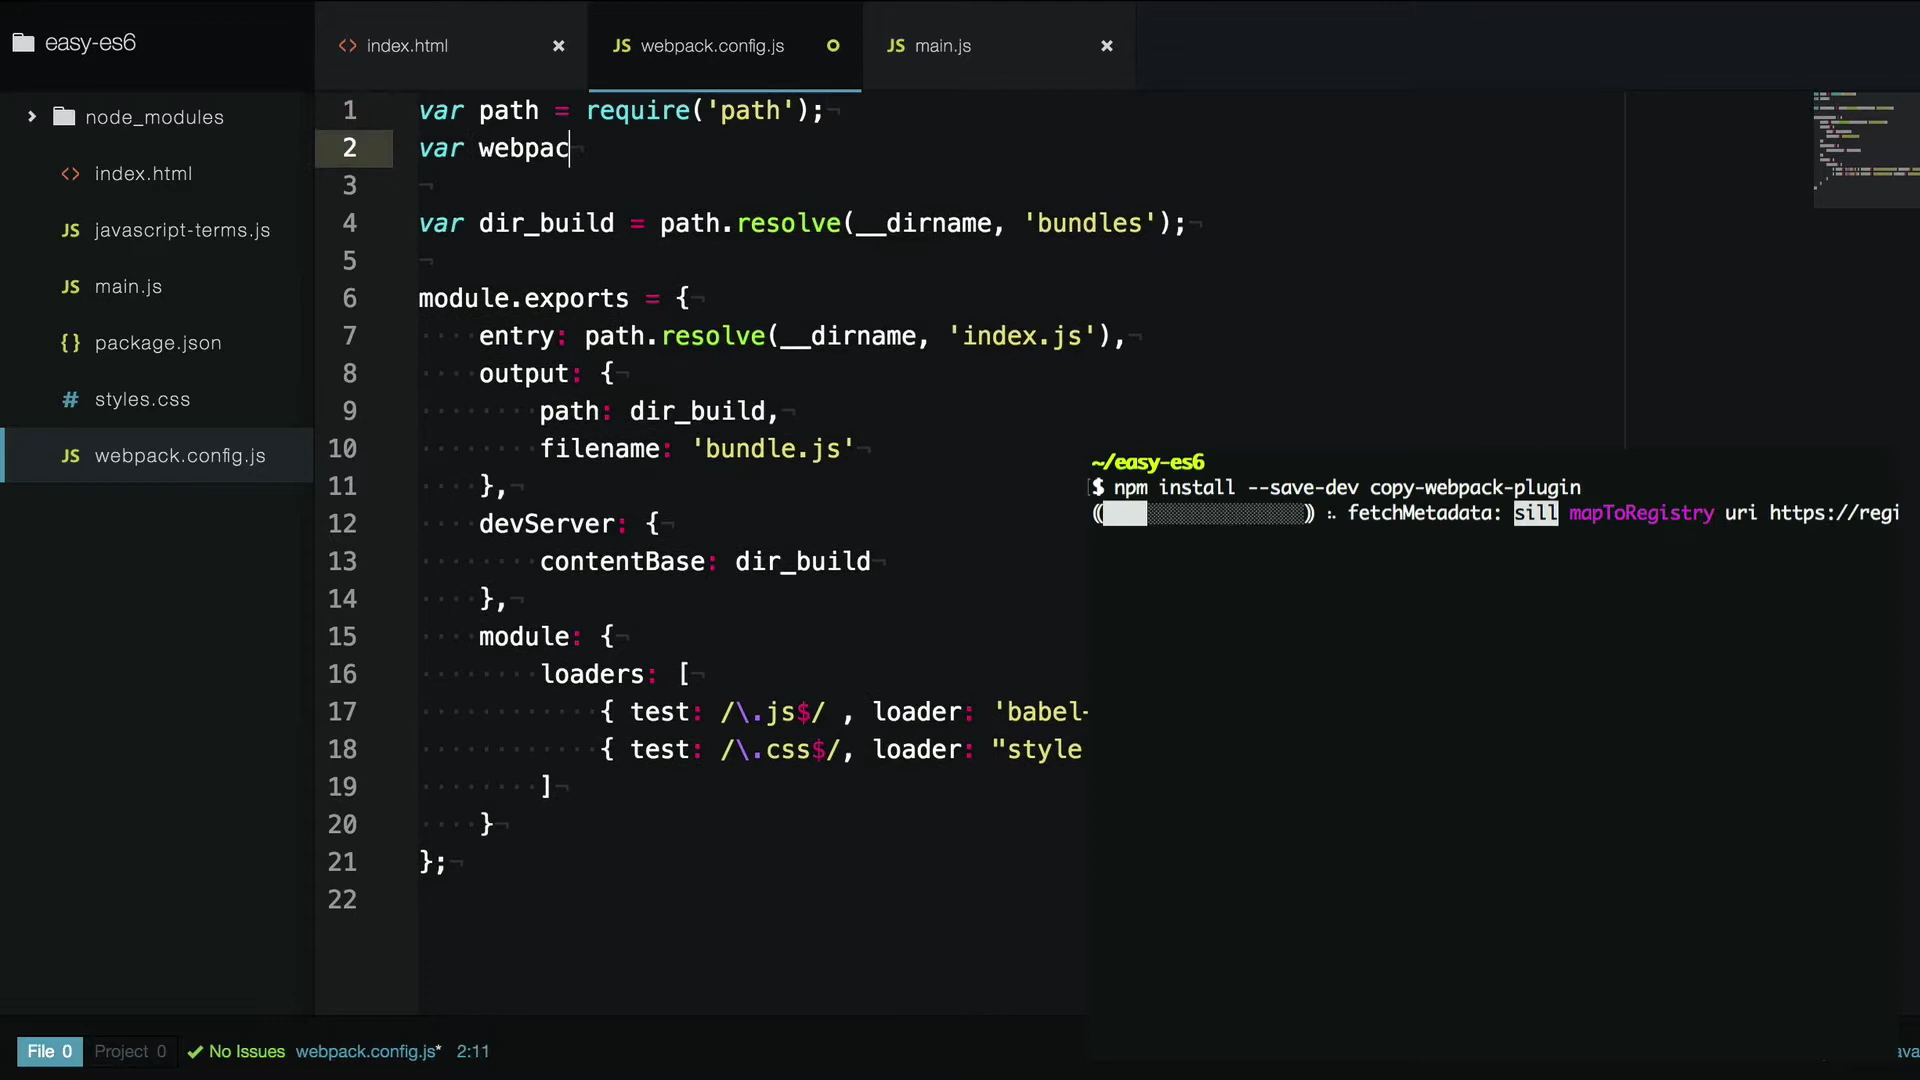 easy-es6
node_modules
index.html
javascript-terms.js
main.js
package.json
styles.css
webpack.config.js
index.html
webpack.config.js
main.js
1 var path = require('path');
2 var webpac
3
4 var dir_build = path.resolve(__dirname, 'bundles');
5
6 module.exports = {
7 entry: path.resolve(__dirname, 'index.js'),
8 output: {
9 path: dir_build,
10 filename: 'bundle.js'
11 },
12 devServer: {
13 contentBase: dir_build
14 },
15 module: {
16 loaders: [
17 { test: /\.js$/ , loader: 'babel-
18 { test: /\.css$/, loader: "style
19 ]
20 }
21 };
22
~/easy-es6
$ npm install --save-dev copy-webpack-plugin
fetchMetadata: sill mapToRegistry uri https://regi
File 0 Project 0 No Issues webpack.config.js* 2:11